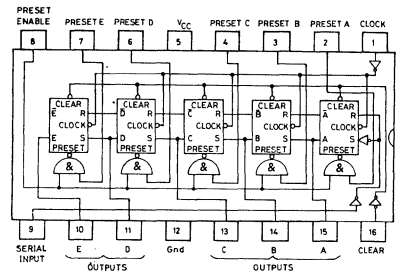 PRESET ENABLE PRESET E PRESET D VCC PRESET C PRESET B PRESET A CLOCK
8 7 6 5 4 3 2 1
CLEAR CLEAR CLEAR CLEAR CLEAR
E̅ R D̅ R C̅ R B̅ R A̅ R
CLOCK CLOCK CLOCK CLOCK CLOCK
E S D S C S B S A S
PRESET PRESET PRESET PRESET PRESET
& & & & &
9 10 11 12 13 14 15 16
SERIAL INPUT E D Gnd C B A CLEAR
OUTPUTS OUTPUTS